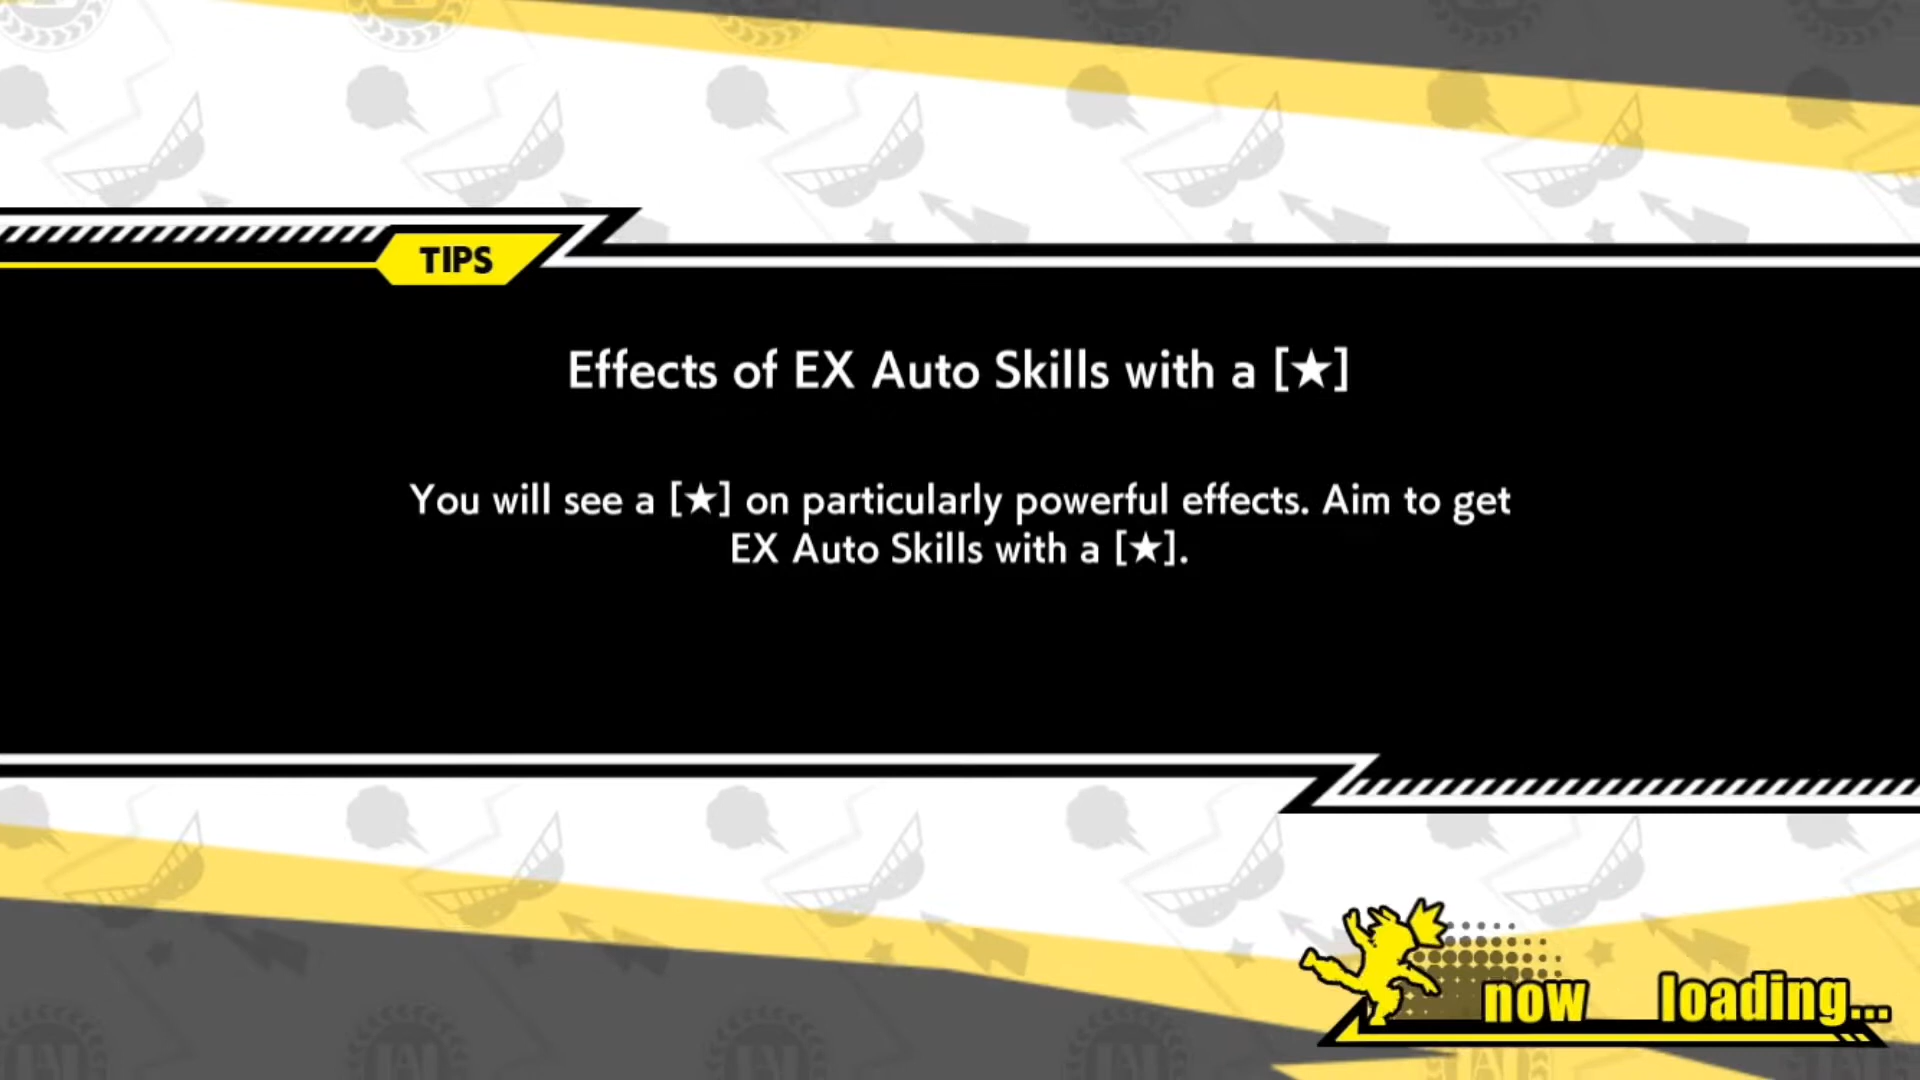 TIPS
Effects of EX Auto Skills with a [★]
You will see a [★] on particularly powerful effects. Aim to get
EX Auto Skills with a [★].
now loading...